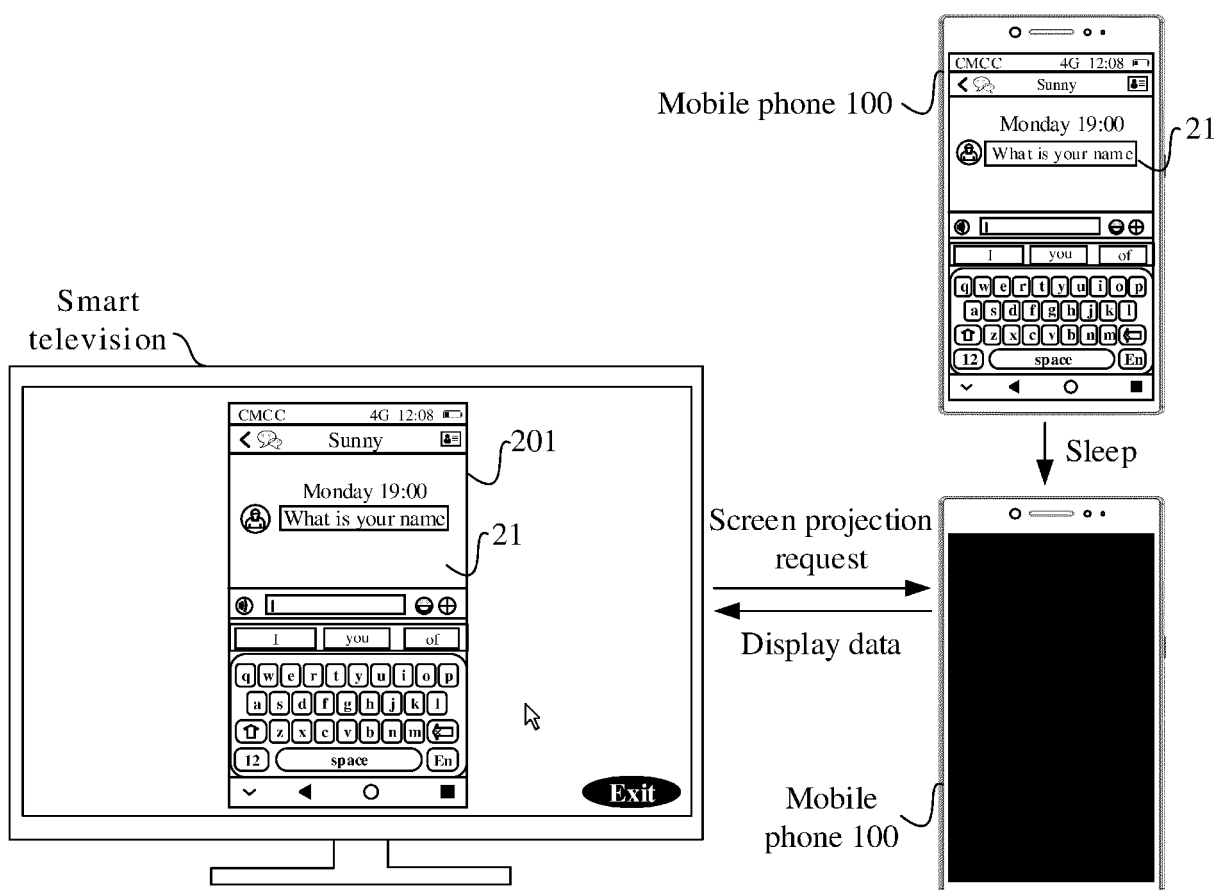 CMCC 4G 12:08
Sunny
Mobile phone 100
Monday 19:00
21
What is your name
I you of
q w e r t y u i o p
a s d f g h j k l
z x c v b n m
12 space En
Sleep
Smart
television
CMCC 4G 12:08
Sunny
201
Monday 19:00
What is your name
21
I you of
q w e r t y u i o p
a s d f g h j k l
z x c v b n m
12 space En
Exit
Screen projection
request
Display data
Mobile
phone 100